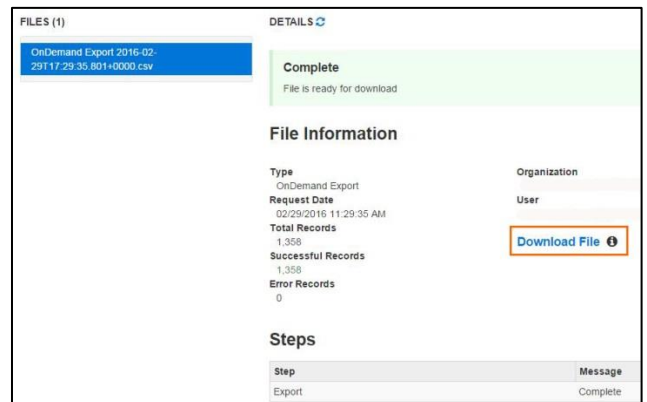 FILES (1)
OnDemand Export 2016-02-
29T17:29:35.801+0000.csv
DETAILS
Complete
File is ready for download
File Information
Type
OnDemand Export
Request Date
02/29/2016 11:29:35 AM
Total Records
1,358
Successful Records
1,358
Error Records
0
Organization
User
Download File
Steps
Step Message
Export Complete